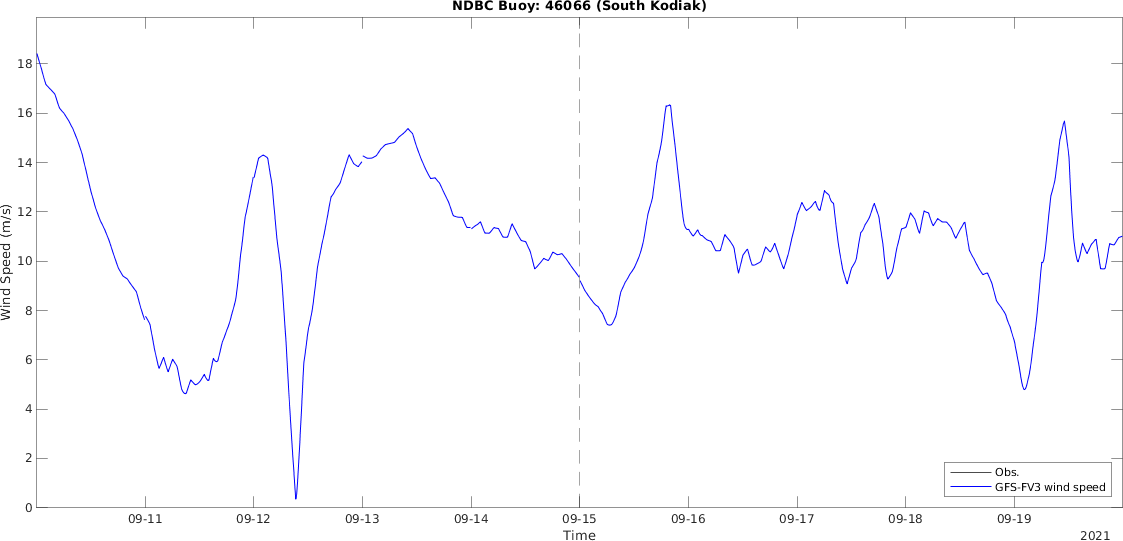 NDBC Buoy: 46066 (South Kodiak)
Wind Speed (m/s)
18
16
14
12
10
8
6
4
2
0
09-11 09-12 09-13 09-14 09-15 09-16 09-17 09-18 09-19
Time
2021
Obs.
GFS-FV3 wind speed